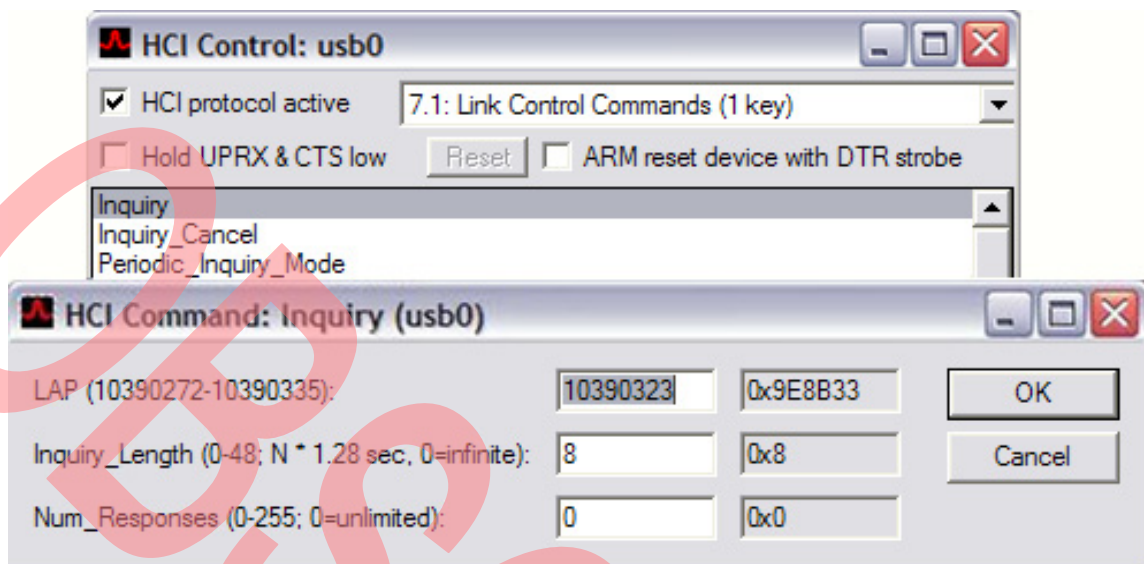 HCI Control: usb0
HCI protocol active 7.1: Link Control Commands (1 key)
Hold UPRX & CTS low Reset ARM reset device with DTR strobe
Inquiry
Inquiry_Cancel
Periodic_Inquiry_Mode
HCI Command: Inquiry (usb0)
LAP (10390272-10390335): 10390323 0x9E8B33 OK
Inquiry_Length (0-48; N * 1.28 sec, 0=infinite): 8 0x8 Cancel
Num_Responses (0-255; 0=unlimited): 0 0x0